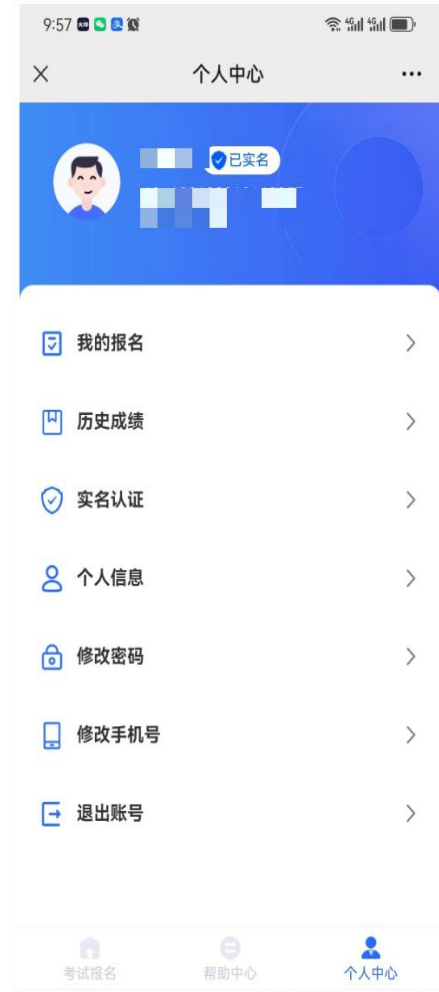 9:57
个人中心
已实名
我的报名
历史成绩
实名认证
个人信息
修改密码
修改手机号
退出账号
考试报名
帮助中心
个人中心